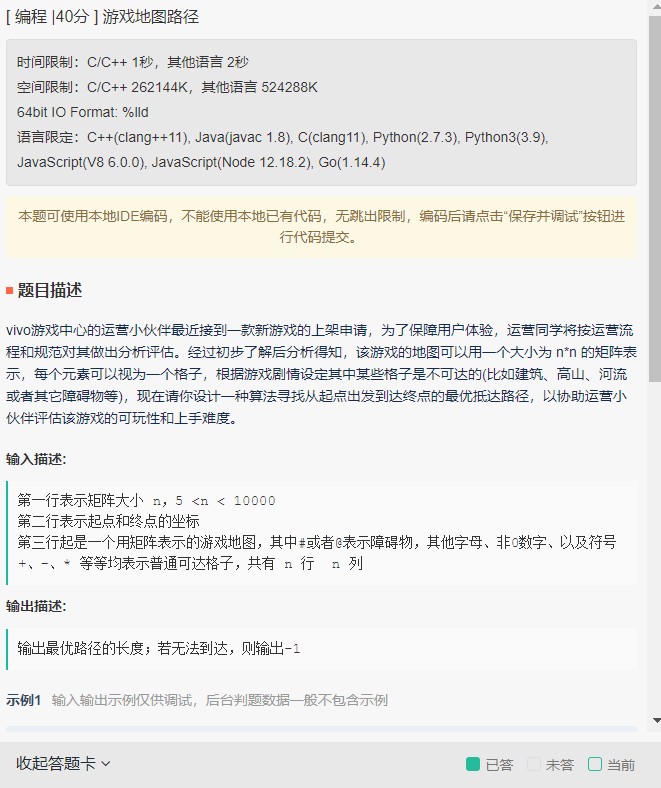 [ 编程 |40分 ] 游戏地图路径
时间限制：C/C++ 1秒，其他语言 2秒
空间限制：C/C++ 262144K，其他语言 524288K
64bit IO Format: %lld
语言限定：C++(clang++11), Java(javac 1.8), C(clang11), Python(2.7.3), Python3(3.9),
JavaScript(V8 6.0.0), JavaScript(Node 12.18.2), Go(1.14.4)
本题可使用本地IDE编码，不能使用本地已有代码，无跳出限制，编码后请点击“保存并调试”按钮进
行代码提交。
题目描述
vivo游戏中心的运营小伙伴最近接到一款新游戏的上架申请，为了保障用户体验，运营同学将按运营流
程和规范对其做出分析评估。经过初步了解后分析得知，该游戏的地图可以用一个大小为 n*n 的矩阵表
示，每个元素可以视为一个格子，根据游戏剧情设定其中某些格子是不可达的(比如建筑、高山、河流
或者其它障碍物等)，现在请你设计一种算法寻找从起点出发到达终点的最优抵达路径，以协助运营小
伙伴评估该游戏的可玩性和上手难度。
输入描述:
第一行表示矩阵大小 n，5 <n < 10000
第二行表示起点和终点的坐标
第三行起是一个用矩阵表示的游戏地图，其中#或者@表示障碍物，其他字母、非0数字、以及符号
+、-、* 等等均表示普通可达格子，共有 n 行  n 列
输出描述:
输出最优路径的长度；若无法到达，则输出-1
示例1 输入输出示例仅供调试，后台判题数据一般不包含示例
收起答题卡 已答 未答 当前